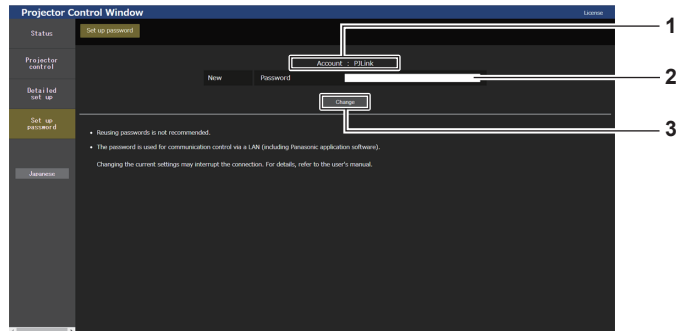 Projector Control Window
License
1
Status
Set up password
Projector
control
Account : PJLink
New Password
2
Detailed
set up
Change
Set up
password
3
• Reusing passwords is not recommended.
• The password is used for communication control via a LAN (including Panasonic application software).
Changing the current settings may interrupt the connection. For details, refer to the user's manual.
Japanese